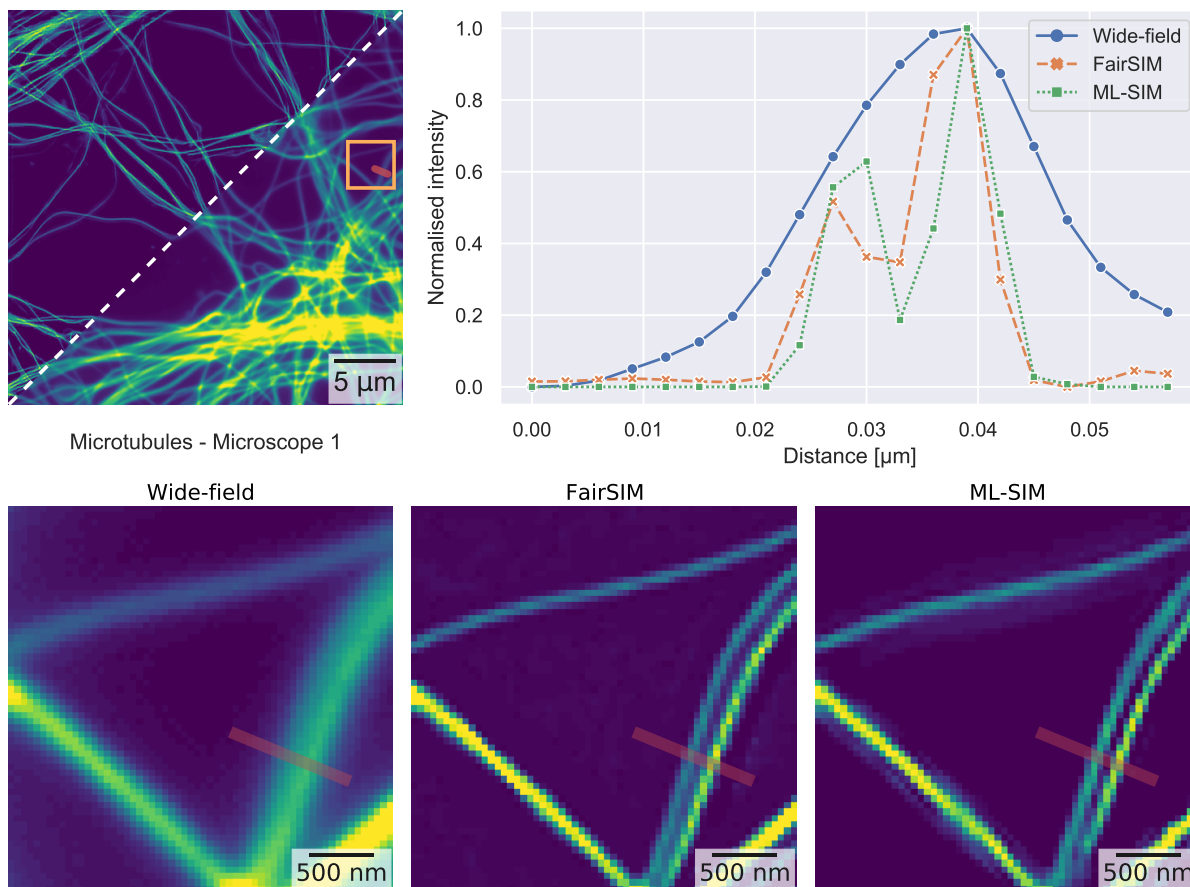 5 μm
Microtubules - Microscope 1
Normalised intensity
1.0
0.8
0.6
0.4
0.2
0.0
0.00
0.01
0.02
0.03
0.04
0.05
Distance [μm]
Wide-field
FairSIM
ML-SIM
Wide-field
FairSIM
ML-SIM
500 nm
500 nm
500 nm